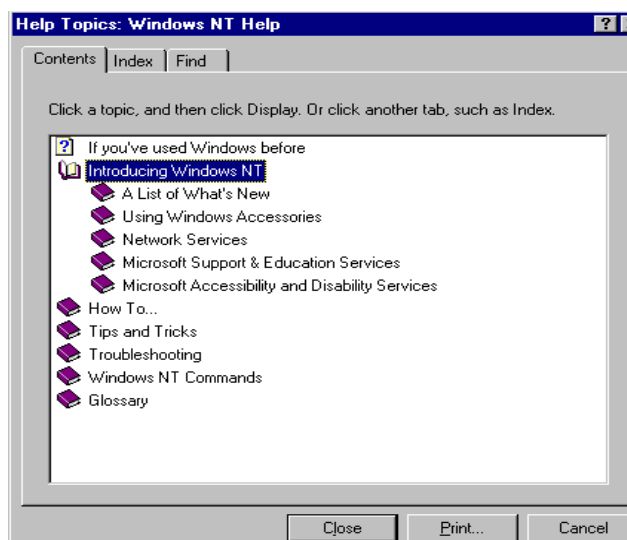 Help Topics: Windows NT Help ?
Contents Index Find
Click a topic, and then click Display. Or click another tab, such as Index.
? If you've used Windows before
Introducing Windows NT
A List of What's New
Using Windows Accessories
Network Services
Microsoft Support & Education Services
Microsoft Accessibility and Disability Services
How To...
Tips and Tricks
Troubleshooting
Windows NT Commands
Glossary
Close Print... Cancel